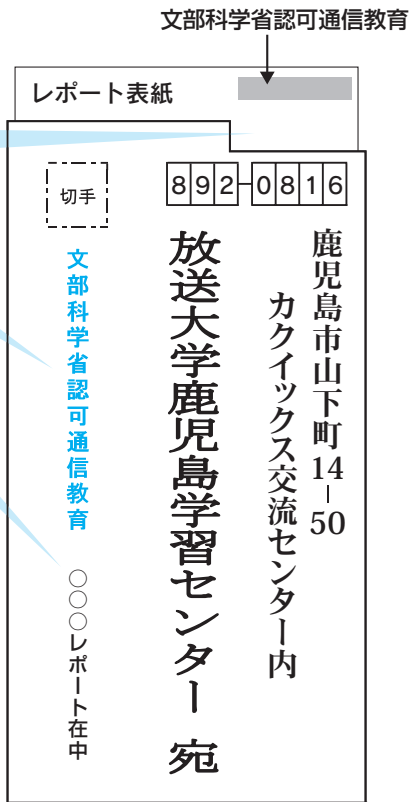 文部科学省認可通信教育
レポート表紙
切手
892-0816
鹿児島市山下町14-50
カクイックス交流センター内
放送大学鹿児島学習センター 宛
文部科学省認可通信教育
○○○レポート在中